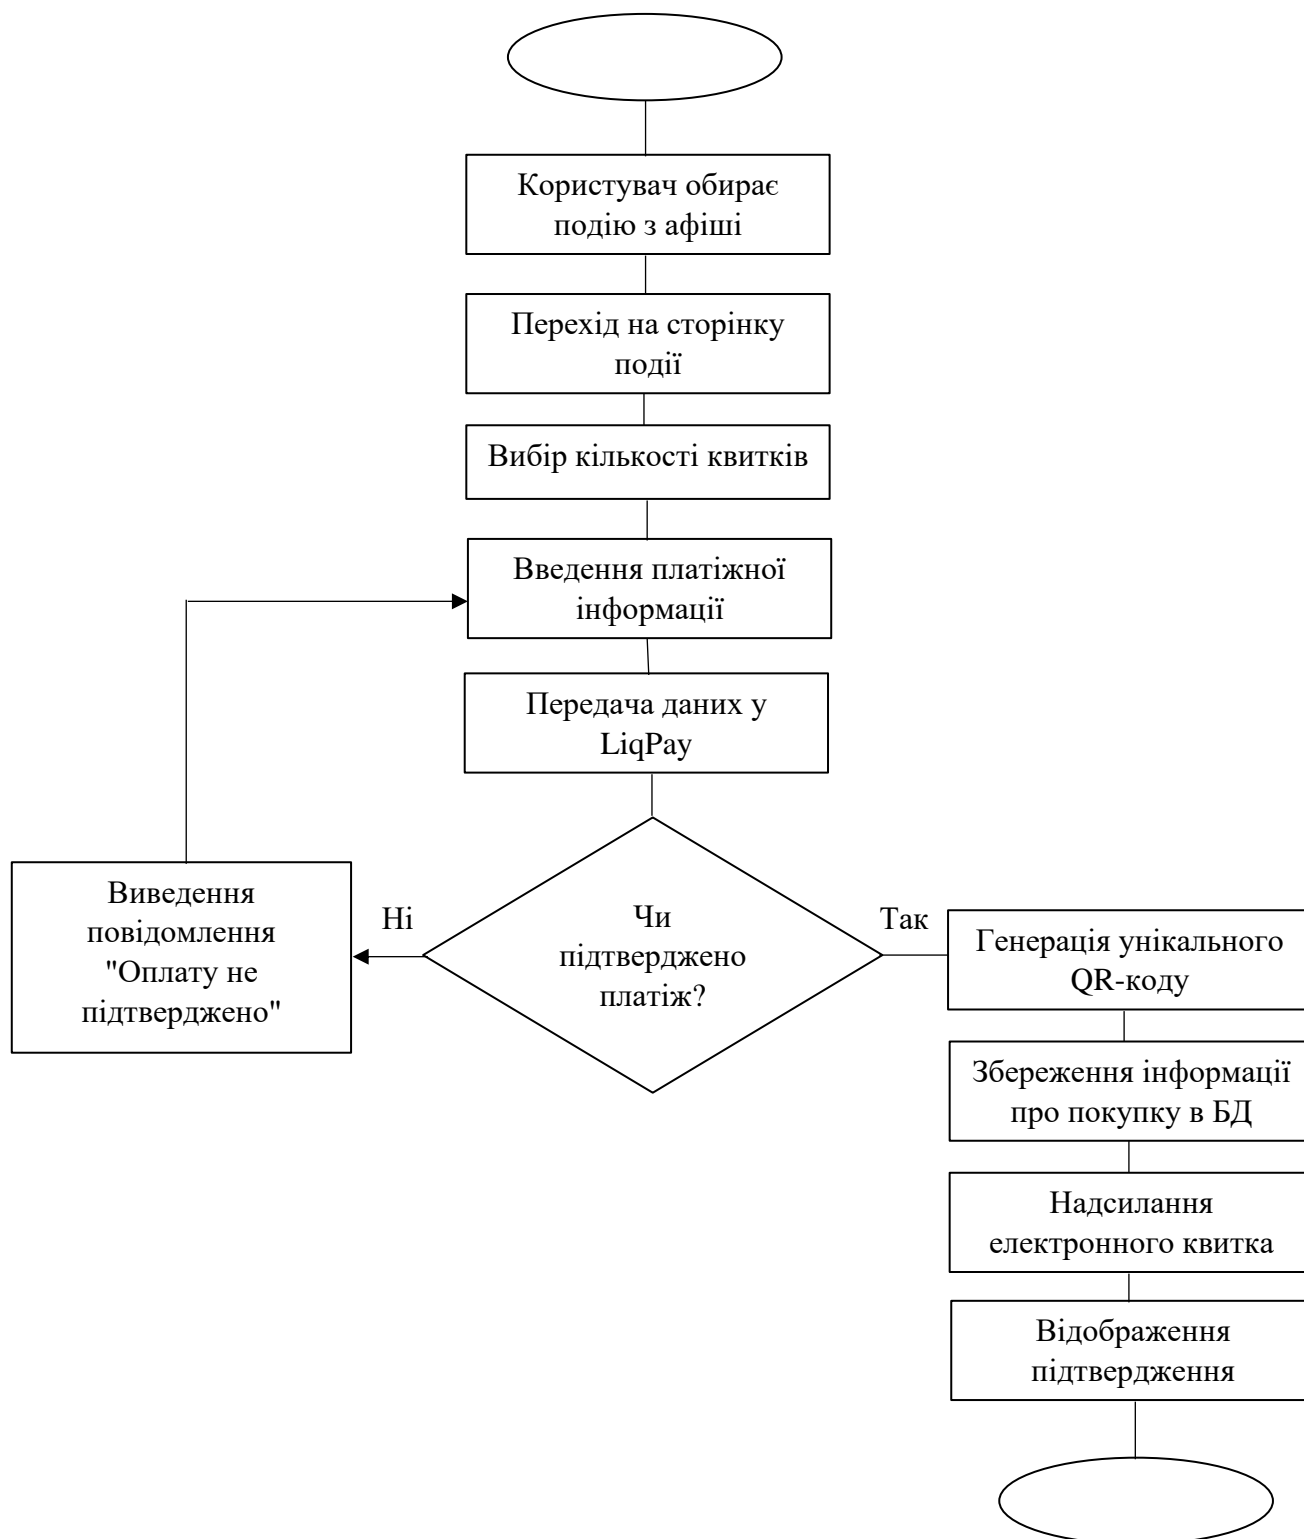 Користувач обирає
подію з афіші
Перехід на сторінку
події
Вибір кількості квитків
Введення платіжної
інформації
Передача даних у
LiqPay
Чи
підтверджено
платіж?
Ні
Виведення
повідомлення
"Оплату не
підтверджено"
Так
Генерація унікального
QR-коду
Збереження інформації
про покупку в БД
Надсилання
електронного квитка
Відображення
підтвердження